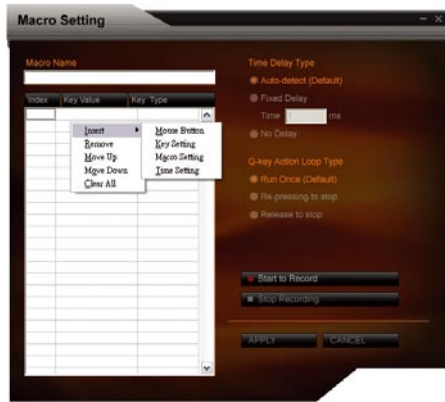 Macro Setting
Macro Name
Index Key Value Key Type
Insert
Remove
Move Up
Move Down
Clear All
Mouse Button
Key Setting
Macro Setting
Time Setting
Time Delay Type
Auto-detect (Default)
Fixed Delay
Time ms
No Delay
G-key Action Loop Type
Run Once (Default)
Re-pressing to stop
Release to stop
Start to Record
Stop Recording
APPLY CANCEL